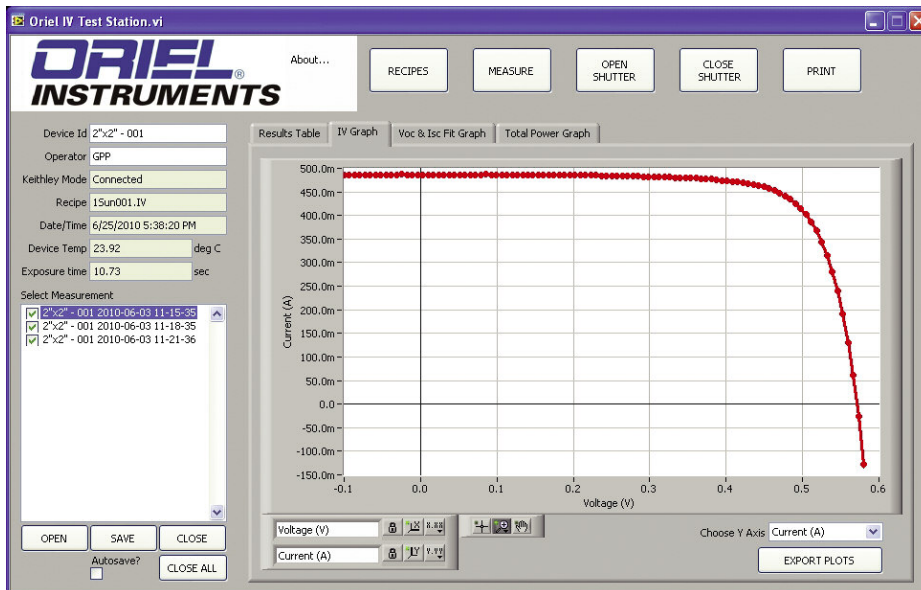 Oriel IV Test Station.vi
ORIEL®
INSTRUMENTS
About...
RECIPES
MEASURE
OPEN
SHUTTER
CLOSE
SHUTTER
PRINT
Device Id 2"x2" - 001
Operator GPP
Keithley Mode Connected
Recipe 1Sun001.IV
Date/Time 6/25/2010 5:38:20 PM
Device Temp 23.92 deg C
Exposure time 10.73 sec
Select Measurement
2"x2" - 001 2010-06-03 11-15-35
2"x2" - 001 2010-06-03 11-18-35
2"x2" - 001 2010-06-03 11-21-36
OPEN SAVE CLOSE
Autosave?
CLOSE ALL
Results Table IV Graph Voc & Isc Fit Graph Total Power Graph
500.0m
450.0m
400.0m
350.0m
300.0m
250.0m
200.0m
150.0m
100.0m
50.0m
0.0
-50.0m
-100.0m
-150.0m
Current (A)
-0.1 0.0 0.1 0.2 0.3 0.4 0.5 0.6
Voltage (V)
Voltage (V)
Current (A)
Choose Y Axis Current (A)
EXPORT PLOTS